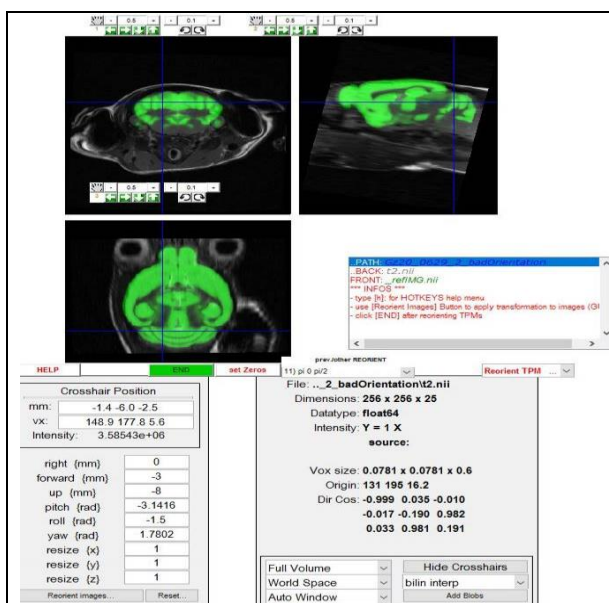 - 0.5 + - 0.1 +
- 0.5 + - 0.1 +
- 0.5 + - 0.1 +
..PATH: Gz20_0629_2_badOrientation
..BACK: t2.nii
FRONT: _refIMG.nii
*** INFOS ***
- type [h]: for HOTKEYS help menu
- use [Reorient Images] Button to apply transformation to images (GI
- click [END] after reorienting TPMs
prev./other REORIENT
HELP END set Zeros 11) pi 0 pi/2 Reorient TPM ...
Crosshair Position
mm: -1.4 -6.0 -2.5
vx: 148.9 177.8 5.6
Intensity: 3.58543e+06
right {mm} 0
forward {mm} -3
up {mm} -8
pitch {rad} -3.1416
roll {rad} -1.5
yaw {rad} 1.7802
resize {x} 1
resize {y} 1
resize {z} 1
Reorient images... Reset...
File: .._2_badOrientation\t2.nii
Dimensions: 256 x 256 x 25
Datatype: float64
Intensity: Y = 1 X
source:
Vox size: 0.0781 x 0.0781 x 0.6
Origin: 131 195 16.2
Dir Cos: -0.999 0.035 -0.010
-0.017 -0.190 0.982
0.033 0.981 0.191
Full Volume Hide Crosshairs
World Space bilin interp
Auto Window Add Blobs